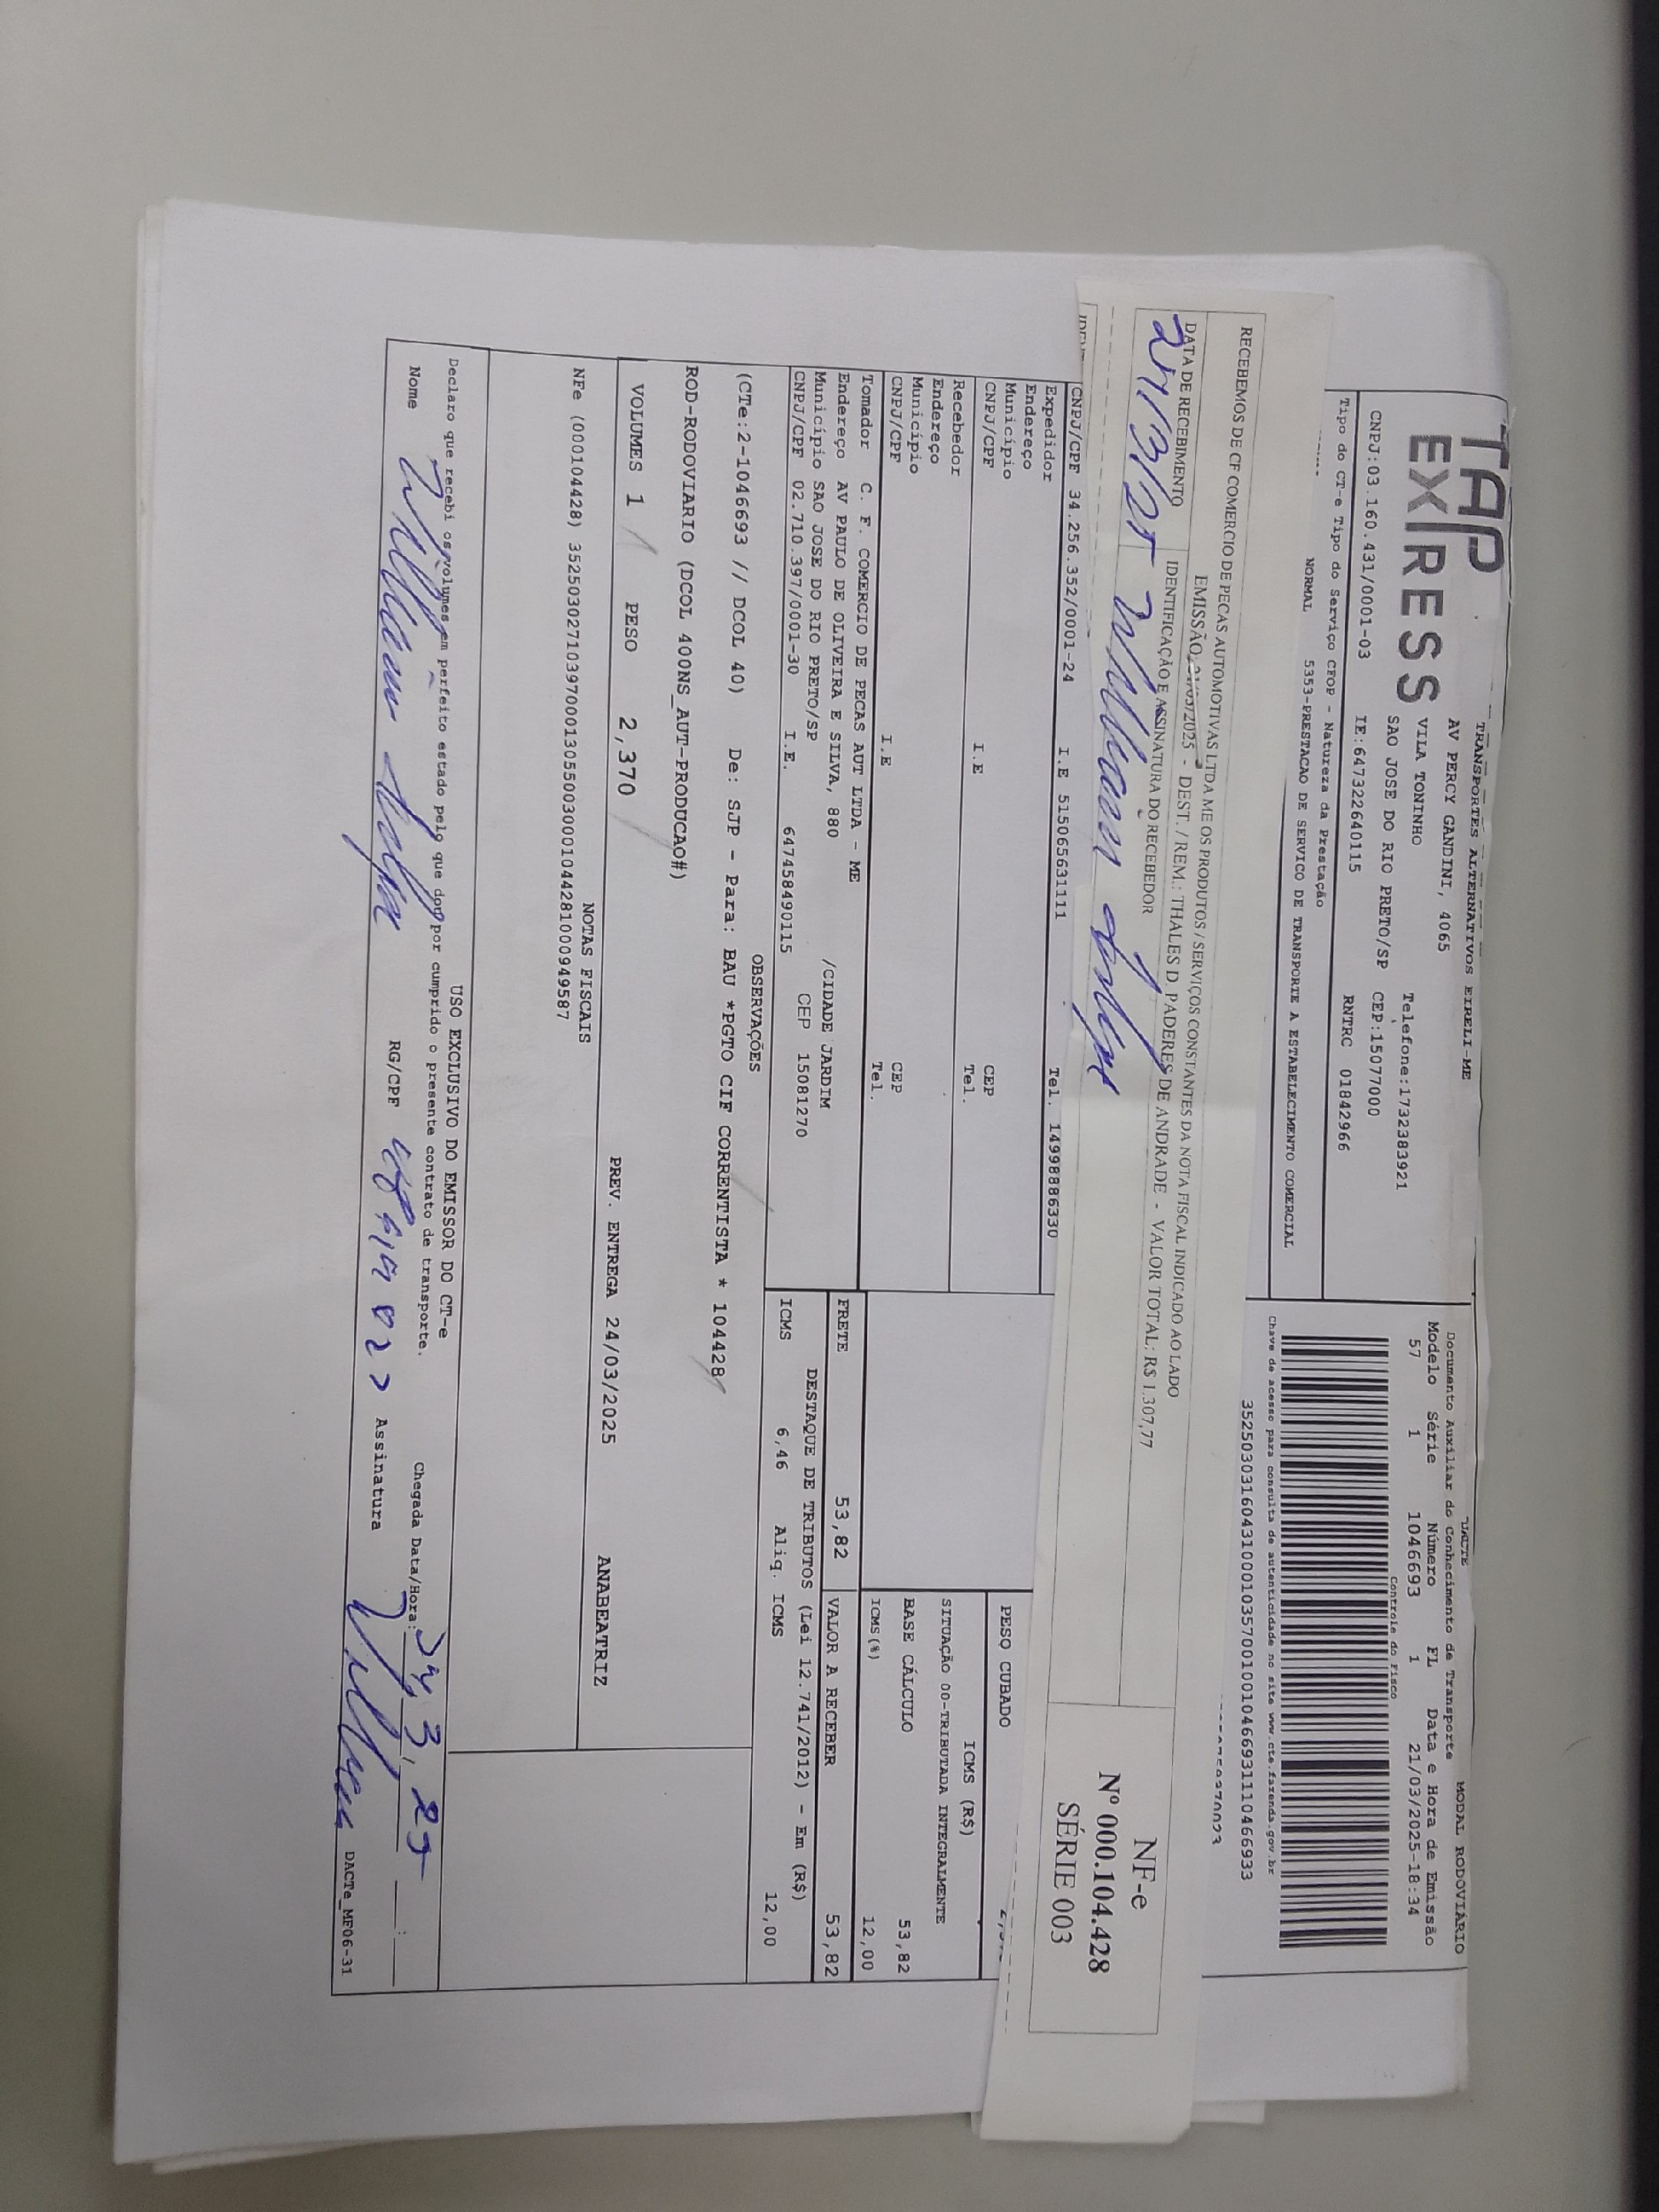 TAP
EXPRESS
TRANSPORTES ALTERNATIVOS EIRELI-ME
AV PERCY GANDINI, 4065
VILA TONINHO
Telefone:1732383921
SAO JOSE DO RIO PRETO/SP CEP:15077000
CNPJ:03.160.431/0001-03 IE:647322640115 RNTRC 01842966
Tipo do CT-e Tipo do Serviço CFOP - Natureza da Prestação
NORMAL 5353-PRESTACAO DE SERVICO DE TRANSPORTE A ESTABELECIMENTO COMERCIAL
DACTE MODAL RODOVIÁRIO
Documento Auxiliar do Conhecimento de Transporte
Modelo Série Número FL Data e Hora de Emissão
57 1 1046693 1 21/03/2025-18:34
Controle do Fisco
Chave de acesso para consulta de autenticidade no site www.cte.fazenda.gov.br
35250303160431000103570010010466931110466933
RECEBEMOS DE CF COMERCIO DE PECAS AUTOMOTIVAS LTDA ME OS PRODUTOS / SERVIÇOS CONSTANTES DA NOTA FISCAL INDICADO AO LADO
EMISSÃO: 21/03/2025 - DEST. / REM.: THALES D PADERES DE ANDRADE - VALOR TOTAL: R$ 1.307,77
DATA DE RECEBIMENTO
24/3/25
IDENTIFICAÇÃO E ASSINATURA DO RECEBEDOR
NF-e
Nº 000.104.428
SÉRIE 003
CNPJ/CPF 34.256.352/0001-24 I.E 515065631111 Tel. 14998886330
Expedidor
Endereço
Município CEP
CNPJ/CPF I.E Tel.
Recebedor
Endereço
Município CEP
CNPJ/CPF I.E Tel.
PESO CUBADO
ICMS (R$)
SITUAÇÃO 00-TRIBUTADA INTEGRALMENTE
BASE CÁLCULO 53,82
ICMS(%) 12,00
Tomador C. F. COMERCIO DE PECAS AUT LTDA - ME
Endereço AV PAULO DE OLIVEIRA E SILVA, 880 /CIDADE JARDIM
Município SAO JOSE DO RIO PRETO/SP CEP 15081270
CNPJ/CPF 02.710.397/0001-30 I.E. 647458490115
FRETE 53,82 VALOR A RECEBER 53,82
DESTAQUE DE TRIBUTOS (Lei 12.741/2012) - Em (R$)
ICMS 6,46 Aliq. ICMS 12,00
OBSERVAÇÕES
(CTe:2-1046693 // DCOL 40) De: SJP - Para: BAU *PGTO CIF CORRENTISTA * 104428
ROD-RODOVIARIO (DCOL 400NS_AUT-PRODUCAO#)
VOLUMES 1 PESO 2,370 PREV. ENTREGA 24/03/2025 ANABEATRIZ
NOTAS FISCAIS
NFe (000104428) 35250302710397000130550030001044281000949587
USO EXCLUSIVO DO EMISSOR DO CT-e
Declaro que recebi os volumes em perfeito estado pelo que dou por cumprido o presente contrato de transporte.
Chegada Data/Hora: 24, 3, 25 :
Nome RG/CPF Assinatura
DACTe_MF06-31